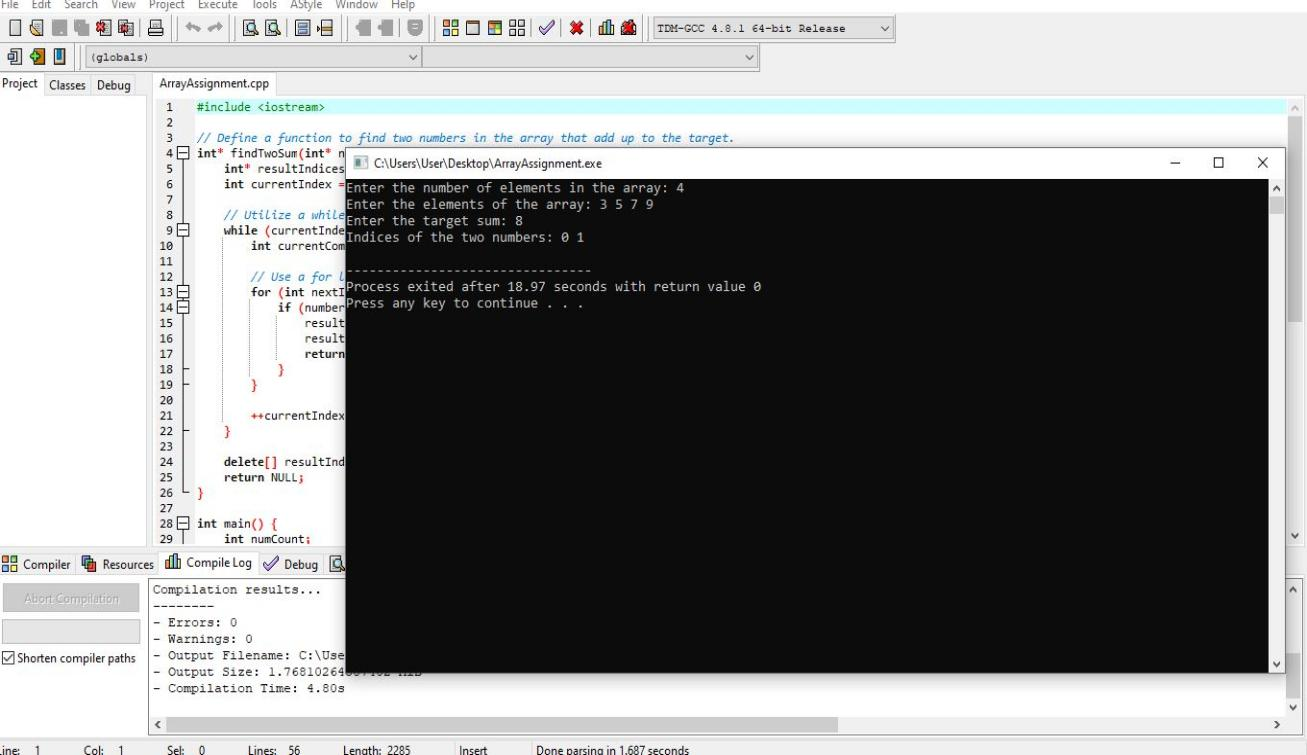 File Edit Search View Project Execute Tools AStyle Window Help
TDM-GCC 4.8.1 64-bit Release
(globals)
Project Classes Debug
ArrayAssignment.cpp
1 #include <iostream>
2
3 // Define a function to find two numbers in the array that add up to the target.
4 int* findTwoSum(int* n
5 int* resultIndices
6 int currentIndex =
7
8 // Utilize a while
9 while (currentInde
10 int currentCom
11
12 // Use a for l
13 for (int nextI
14 if (number
15 result
16 result
17 return
18 }
19 }
20
21 ++currentIndex
22 }
23
24 delete[] resultInd
25 return NULL;
26 }
27
28 int main() {
29 int numCount;
C:\Users\User\Desktop\ArrayAssignment.exe
Enter the number of elements in the array: 4
Enter the elements of the array: 3 5 7 9
Enter the target sum: 8
Indices of the two numbers: 0 1
--------------------------------
Process exited after 18.97 seconds with return value 0
Press any key to continue . . .
Compiler Resources Compile Log Debug
Abort Compilation
Shorten compiler paths
Compilation results...
--------
- Errors: 0
- Warnings: 0
- Output Filename: C:\Use
- Output Size:
- Compilation Time: 4.80s
Line: 1 Col: 1 Sel: 0 Lines: 56 Length: 2285 Insert Done parsing in 1.687 seconds